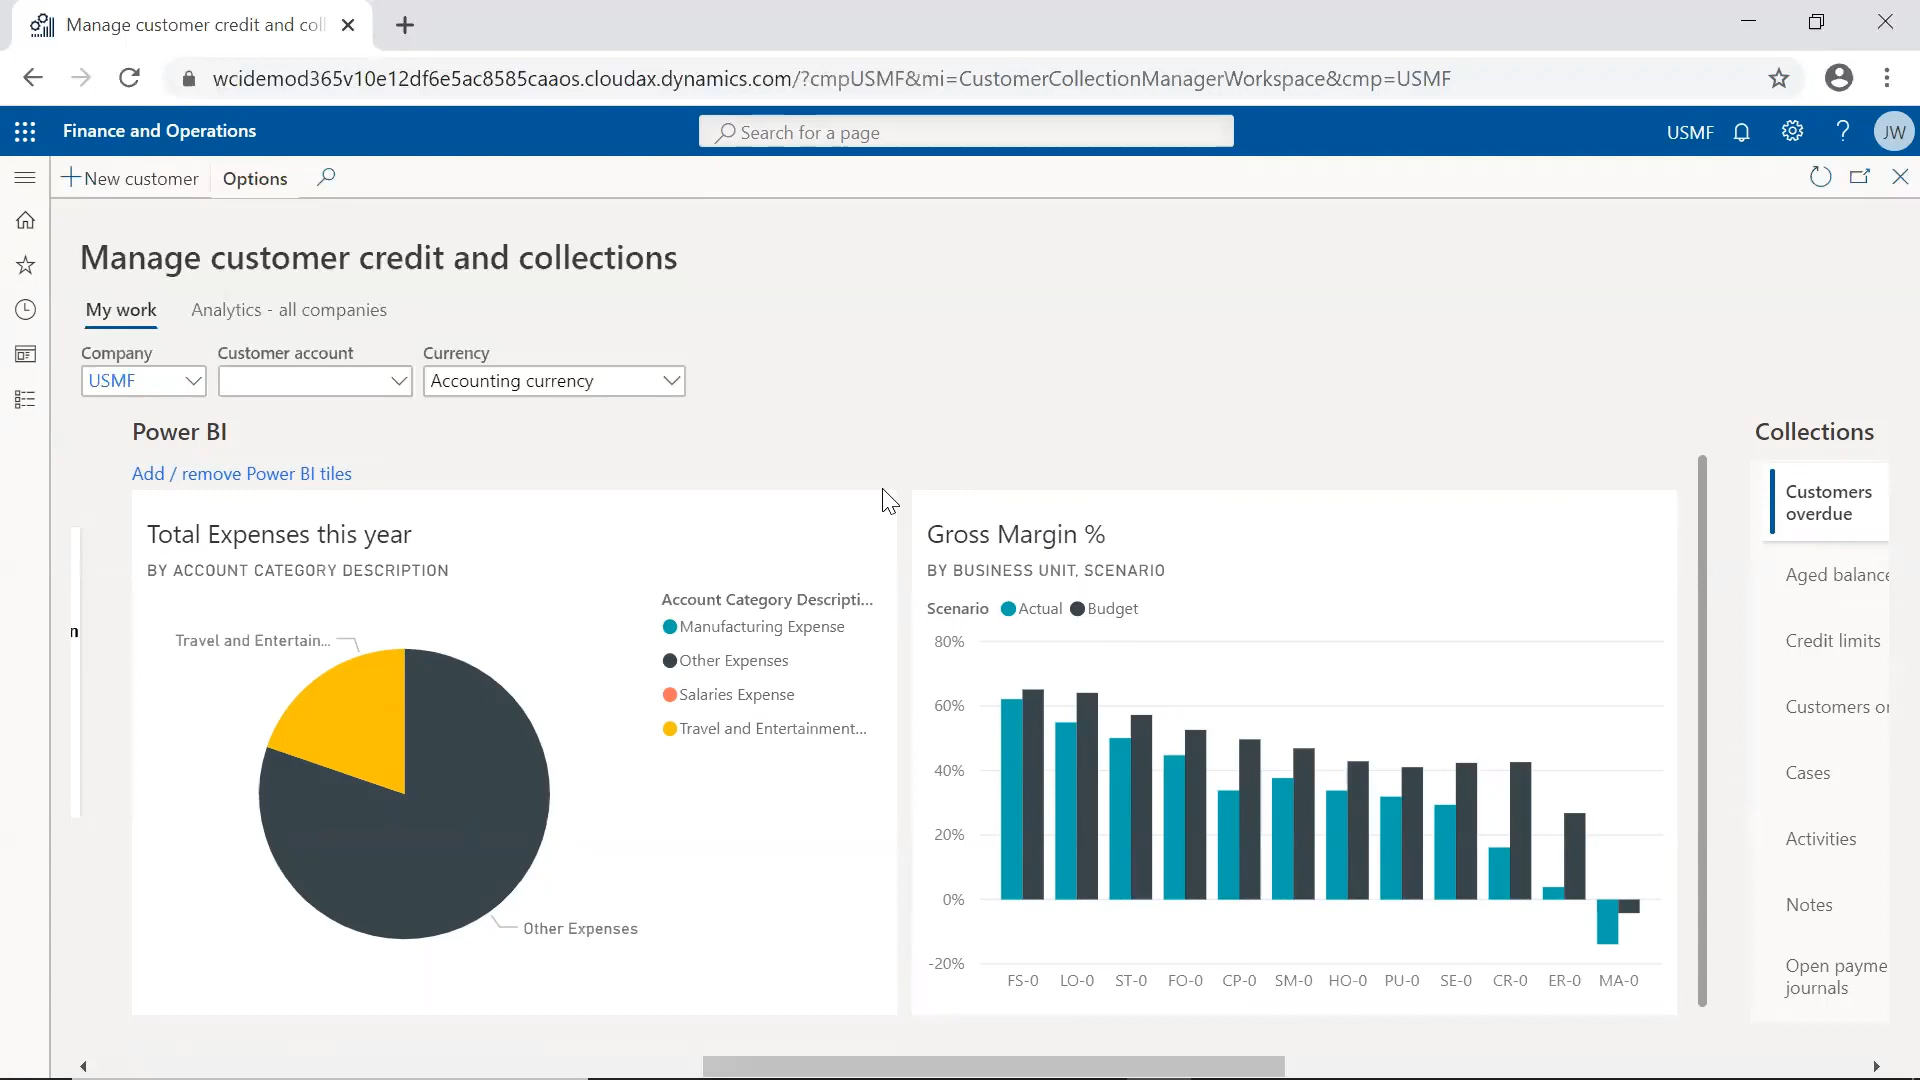 Manage customer credit and coll
wcidemod365v10e12df6e5ac8585caaos.cloudax.dynamics.com/?cmpUSMF&mi=CustomerCollectionManagerWorkspace&cmp=USMF
Finance and Operations
Search for a page
USMF
JW
New customer
Options
Manage customer credit and collections
My work
Analytics - all companies
Company
Customer account
Currency
USMF
Accounting currency
Power BI
Collections
Add / remove Power BI tiles
Total Expenses this year
BY ACCOUNT CATEGORY DESCRIPTION
Account Category Descripti...
Manufacturing Expense
Other Expenses
Salaries Expense
Travel and Entertainment...
Travel and Entertain...
Other Expenses
n
Gross Margin %
BY BUSINESS UNIT, SCENARIO
Scenario Actual Budget
80%
60%
40%
20%
0%
-20%
FS-0 LO-0 ST-0 FO-0 CP-0 SM-0 HO-0 PU-0 SE-0 CR-0 ER-0 MA-0
Customers
overdue
Aged balance
Credit limits
Customers or
Cases
Activities
Notes
Open payme
journals